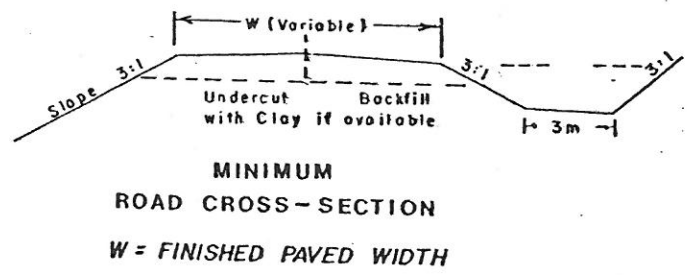 W (Variable)
Slope 3:1
3:1
3:1
Undercut Backfill
with Clay if available
3m
MINIMUM
ROAD CROSS-SECTION
W = FINISHED PAVED WIDTH